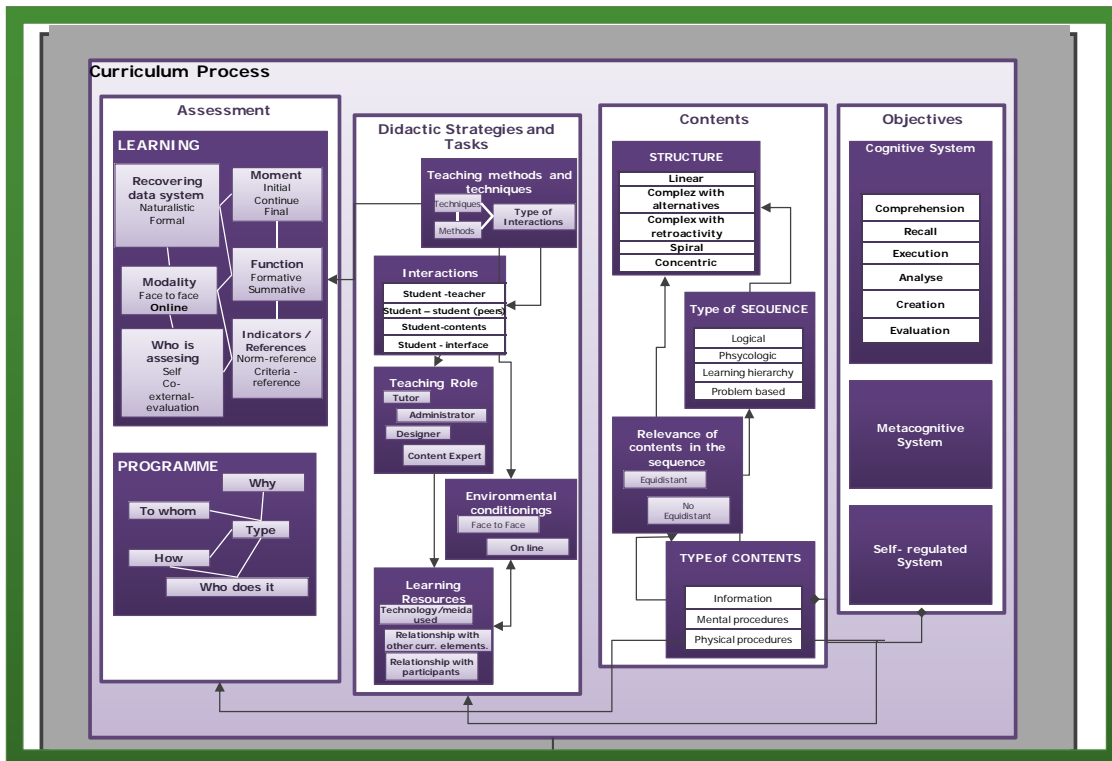 Curriculum Process
Assessment
LEARNING
Recovering
data system
Naturalistic
Formal
Moment
Initial
Continue
Final
Modality
Face to face
Online
Function
Formative
Summative
Who is
assesing
Self
Co-
external-
evaluation
Indicators /
References
Norm-reference
Criteria -
reference
PROGRAMME
Why
To whom
Type
How
Who does it
Didactic Strategies and
Tasks
Teaching methods and
techniques
Techniques
Methods
Type of
Interactions
Interactions
Student -teacher
Student – student (peers)
Student-contents
Student - interface
Teaching Role
Tutor
Administrator
Designer
Content Expert
Environmental
conditionings
Face to Face
On line
Learning
Resources
Technology/meida
used
Relationship with
other curr. elements.
Relationship with
participants
Contents
STRUCTURE
Linear
Complez with
alternatives
Complex with
retroactivity
Spiral
Concentric
Type of SEQUENCE
Logical
Phsycologic
Learning hierarchy
Problem based
Relevance of
contents in the
sequence
Equidistant
No
Equidistant
TYPE of CONTENTS
Information
Mental procedures
Physical procedures
Objectives
Cognitive System
Comprehension
Recall
Execution
Analyse
Creation
Evaluation
Metacognitive
System
Self- regulated
System